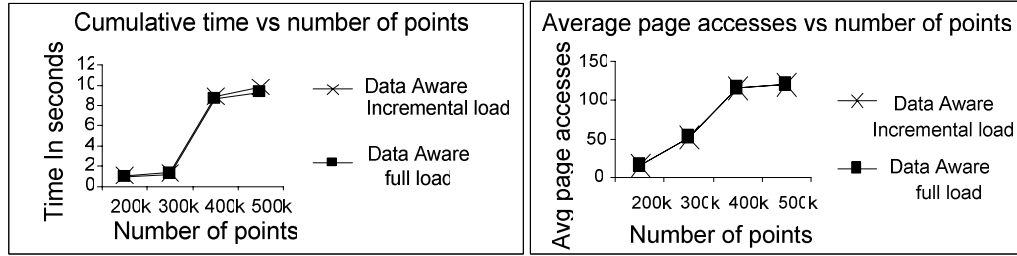 Cumulative time vs number of points
Time In seconds
12
10
8
6
4
2
0
200k 300k 400k 500k
Number of points
Data Aware
Incremental load
Data Aware
full load
Average page accesses vs number of points
Avg page accesses
150
100
50
0
200k 300k 400k 500k
Number of points
Data Aware
Incremental load
Data Aware
full load